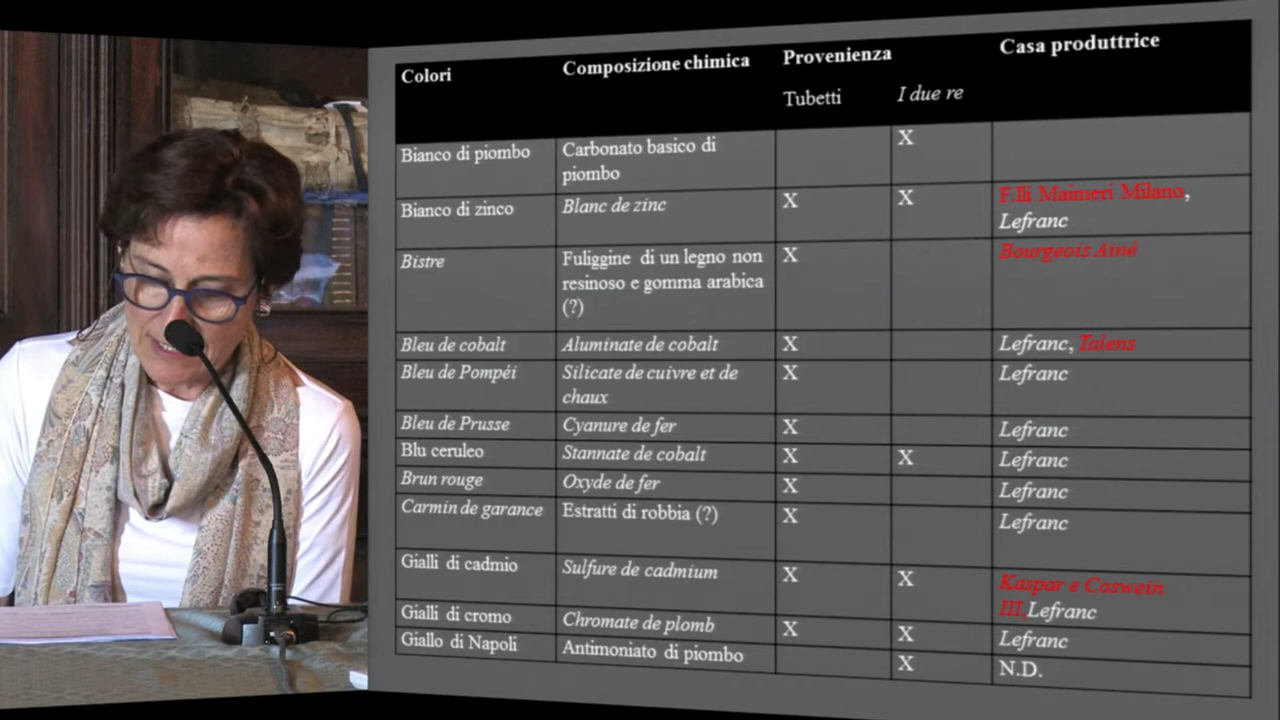 Colori Composizione chimica Provenienza Casa produttrice
Tubetti I due re
Bianco di piombo Carbonato basico di X
piombo
Bianco di zinco Blanc de zinc X X F.lli Maimeri Milano,
Lefranc
Bistre Fuliggine di un legno non X Bourgeois Ainé
resinoso e gomma arabica
(?)
Bleu de cobalt Aluminate de cobalt X Lefranc, Talens
Bleu de Pompéi Silicate de cuivre et de X Lefranc
chaux
Bleu de Prusse Cyanure de fer X Lefranc
Blu ceruleo Stannate de cobalt X X Lefranc
Brun rouge Oxyde de fer X Lefranc
Carmin de garance Estratti di robbia (?) X Lefranc
Gialli di cadmio Sulfure de cadmium X X Kaspar e Coswein
III,Lefranc
Gialli di cromo Chromate de plomb X X Lefranc
Giallo di Napoli Antimoniato di piombo X N.D.